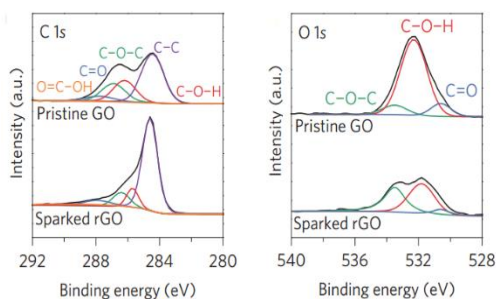 C 1s
C–O–C
C–C
C=O
O=C–OH
C–O–H
Pristine GO
Sparked rGO
Intensity (a.u.)
292 288 284 280
Binding energy (eV)
O 1s
C–O–H
C–O–C
C=O
Pristine GO
Sparked rGO
Intensity (a.u.)
540 536 532 528
Binding energy (eV)